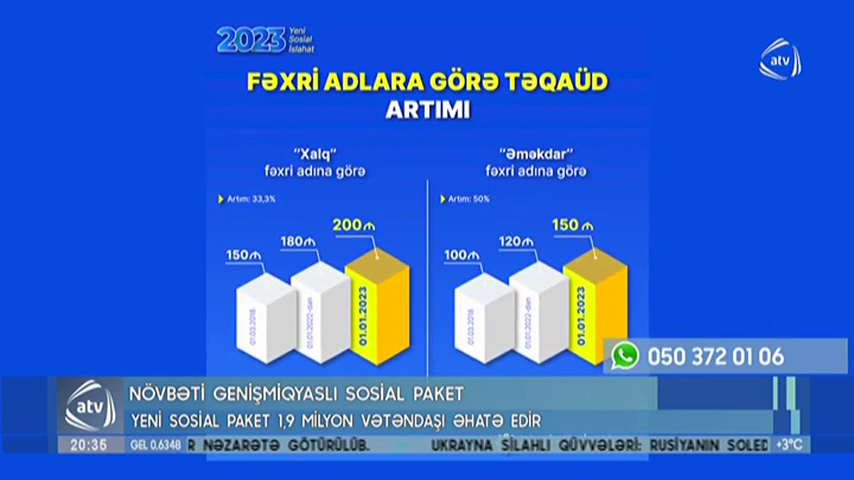 2023 Yeni
Sosial
İslahat
atv
FƏXRİ ADLARA GÖRƏ TƏQAÜD
ARTIMI
"Xalq"
fəxri adına görə
Artım: 33,3%
150₼
180₼
200₼
01.03.2018
01.01.2022-dən
01.01.2023
"Əməkdar"
fəxri adına görə
Artım: 50%
100₼
120₼
150₼
01.03.2018
01.01.2022-dən
01.01.2023
050 372 01 06
atv
NÖVBƏTİ GENİŞMİQYASLI SOSİAL PAKET
YENİ SOSİAL PAKET 1,9 MİLYON VƏTƏNDAŞI ƏHATƏ EDİR
20:35 GEL 0.6348 R NƏZARƏTƏ GÖTÜRÜLÜB. UKRAYNA SİLAHLI QÜVVƏLƏRİ: RUSİYANIN SOLED +3°C